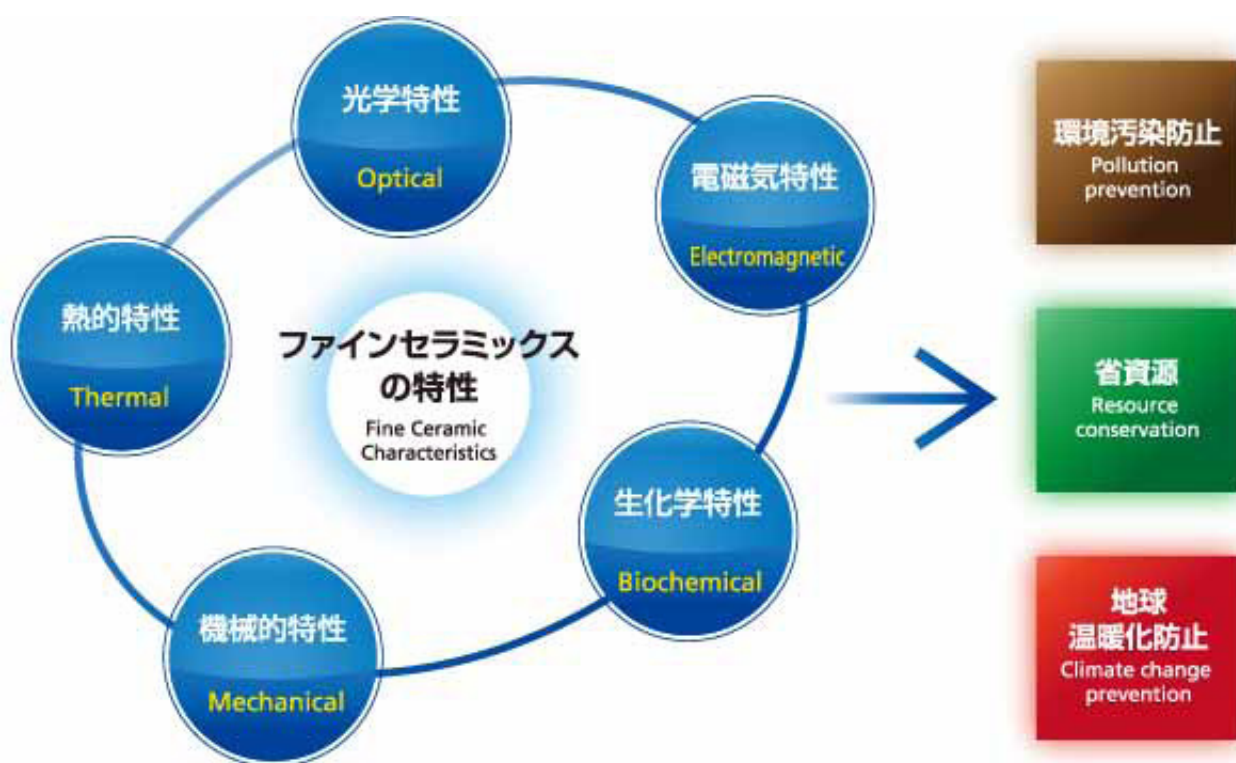 光学特性
Optical
電磁気特性
Electromagnetic
熱的特性
Thermal
ファインセラミックス
の特性
Fine Ceramic
Characteristics
生化学特性
Biochemical
機械的特性
Mechanical
環境汚染防止
Pollution
prevention
省資源
Resource
conservation
地球
温暖化防止
Climate change
prevention